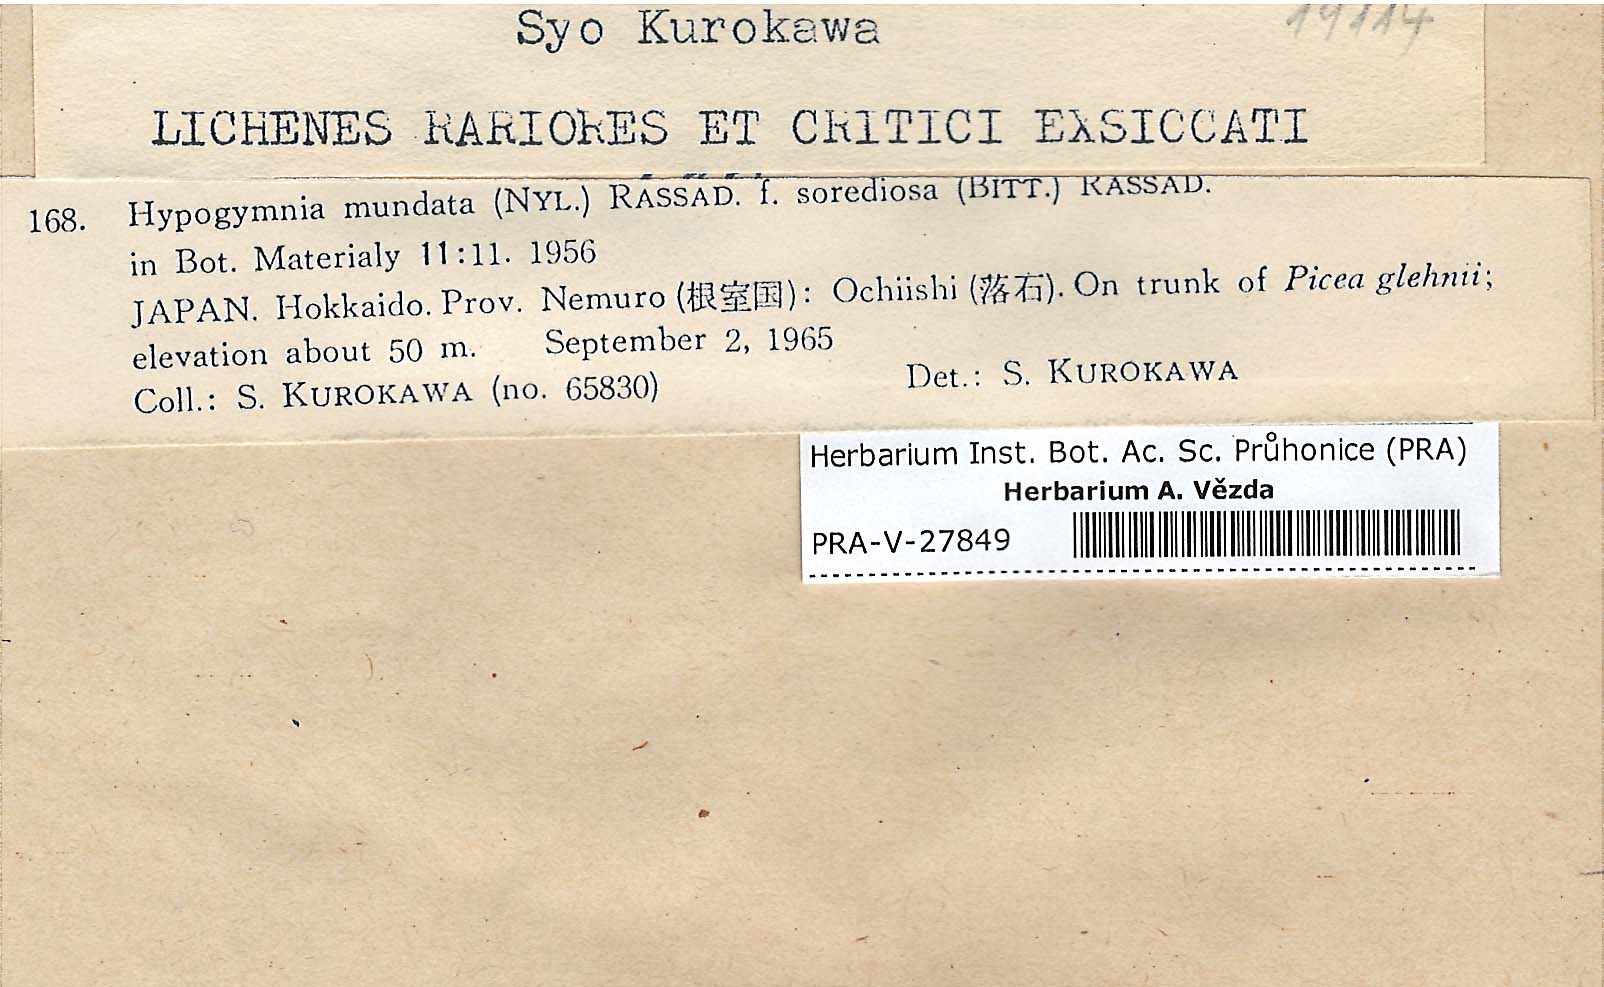 Syo Kurokawa
19114
LICHENES RARIORES ET CRITICI EXSICCATI
168. Hypogymnia mundata (NYL.) RASSAD. f. sorediosa (BITT.) RASSAD.
in Bot. Materialy 11:11. 1956
JAPAN. Hokkaido. Prov. Nemuro (根室国): Ochiishi (落石). On trunk of Picea glehnii;
elevation about 50 m. September 2, 1965
Coll.: S. KUROKAWA (no. 65830) Det.: S. KUROKAWA
Herbarium Inst. Bot. Ac. Sc. Průhonice (PRA)
Herbarium A. Vězda
PRA-V-27849